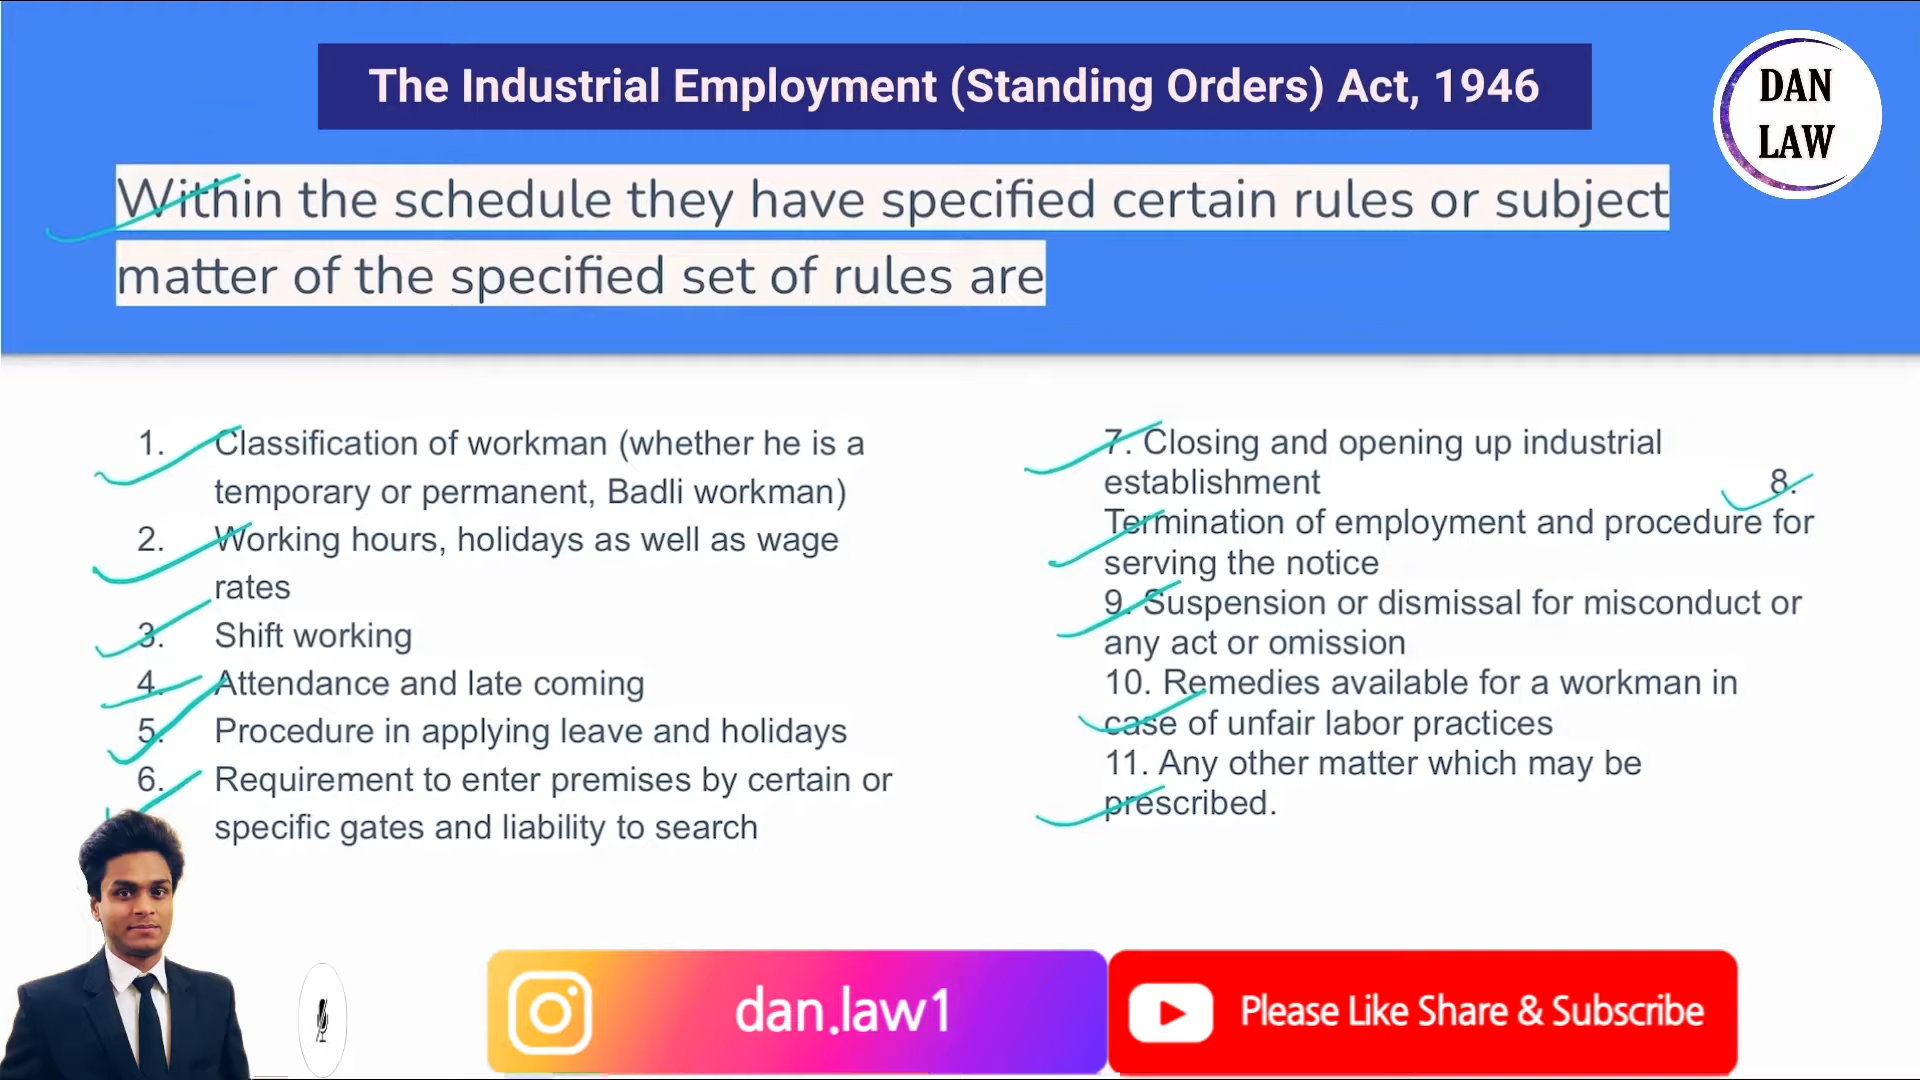 The Industrial Employment (Standing Orders) Act, 1946
DAN
LAW
Within the schedule they have specified certain rules or subject
matter of the specified set of rules are
1. Classification of workman (whether he is a
temporary or permanent, Badli workman)
2. Working hours, holidays as well as wage
rates
3. Shift working
4. Attendance and late coming
5. Procedure in applying leave and holidays
6. Requirement to enter premises by certain or
specific gates and liability to search
7. Closing and opening up industrial
establishment 8.
Termination of employment and procedure for
serving the notice
9. Suspension or dismissal for misconduct or
any act or omission
10. Remedies available for a workman in
case of unfair labor practices
11. Any other matter which may be
prescribed.
dan.law1
Please Like Share & Subscribe